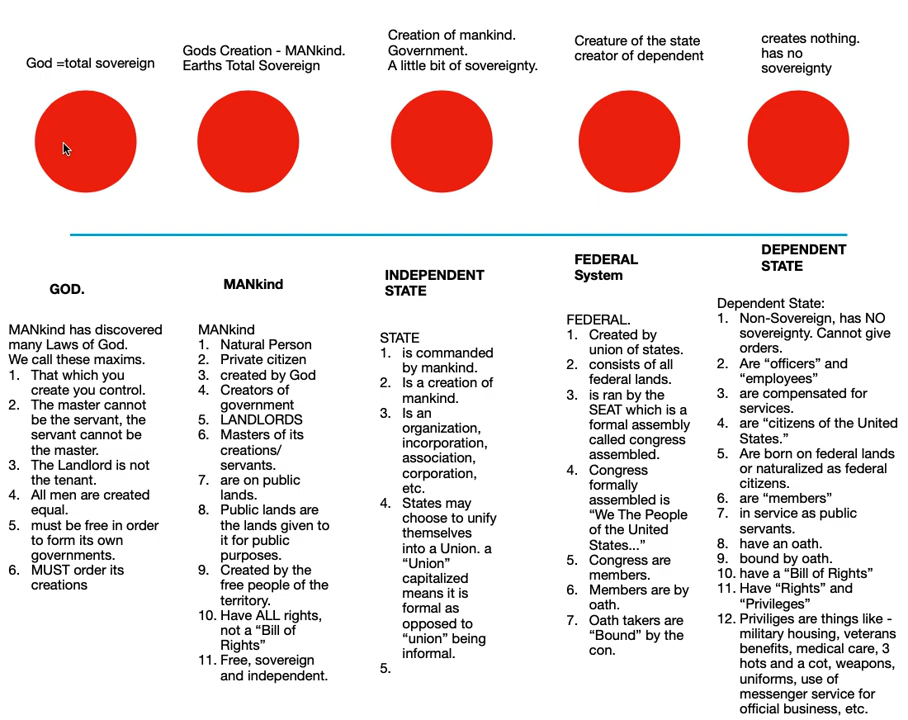 God =total sovereign
Gods Creation - MANkind.
Earths Total Sovereign
Creation of mankind.
Government.
A little bit of sovereignty.
Creature of the state
creator of dependent
creates nothing.
has no
sovereignty
GOD.
MANkind has discovered
many Laws of God.
We call these maxims.
1. That which you
create you control.
2. The master cannot
be the servant, the
servant cannot be
the master.
3. The Landlord is not
the tenant.
4. All men are created
equal.
5. must be free in order
to form its own
governments.
6. MUST order its
creations
MANkind
MANkind
1. Natural Person
2. Private citizen
3. created by God
4. Creators of
government
5. LANDLORDS
6. Masters of its
creations/
servants.
7. are on public
lands.
8. Public lands are
the lands given to
it for public
purposes.
9. Created by the
free people of the
territory.
10. Have ALL rights,
not a “Bill of
Rights”
11. Free, sovereign
and independent.
INDEPENDENT
STATE
STATE
1. is commanded
by mankind.
2. Is a creation of
mankind.
3. Is an
organization,
incorporation,
association,
corporation,
etc.
4. States may
choose to unify
themselves
into a Union. a
“Union”
capitalized
means it is
formal as
opposed to
“union” being
informal.
5.
FEDERAL
System
FEDERAL.
1. Created by
union of states.
2. consists of all
federal lands.
3. is ran by the
SEAT which is a
formal assembly
called congress
assembled.
4. Congress
formally
assembled is
“We The People
of the United
States...”
5. Congress are
members.
6. Members are by
oath.
7. Oath takers are
“Bound” by the
con.
DEPENDENT
STATE
Dependent State:
1. Non-Sovereign, has NO
sovereignty. Cannot give
orders.
2. Are “officers” and
“employees”
3. are compensated for
services.
4. are “citizens of the United
States.”
5. Are born on federal lands
or naturalized as federal
citizens.
6. are “members”
7. in service as public
servants.
8. have an oath.
9. bound by oath.
10. have a “Bill of Rights”
11. Have “Rights” and
“Privileges”
12. Priviliges are things like -
military housing, veterans
benefits, medical care, 3
hots and a cot, weapons,
uniforms, use of
messenger service for
official business, etc.